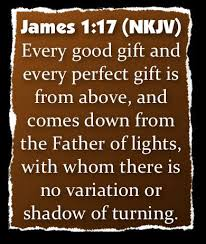 James 1:17 (NKJV)
Every good gift and
every perfect gift is
from above, and
comes down from
the Father of lights,
with whom there is
no variation or
shadow of turning.